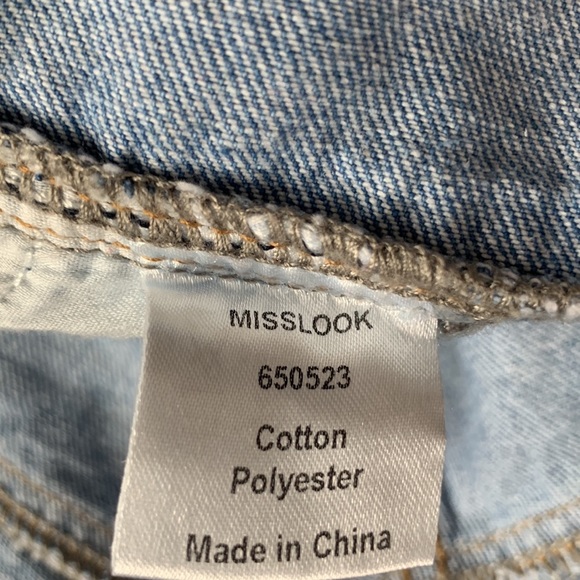 MISSLOOK
650523
Cotton
Polyester
Made in China